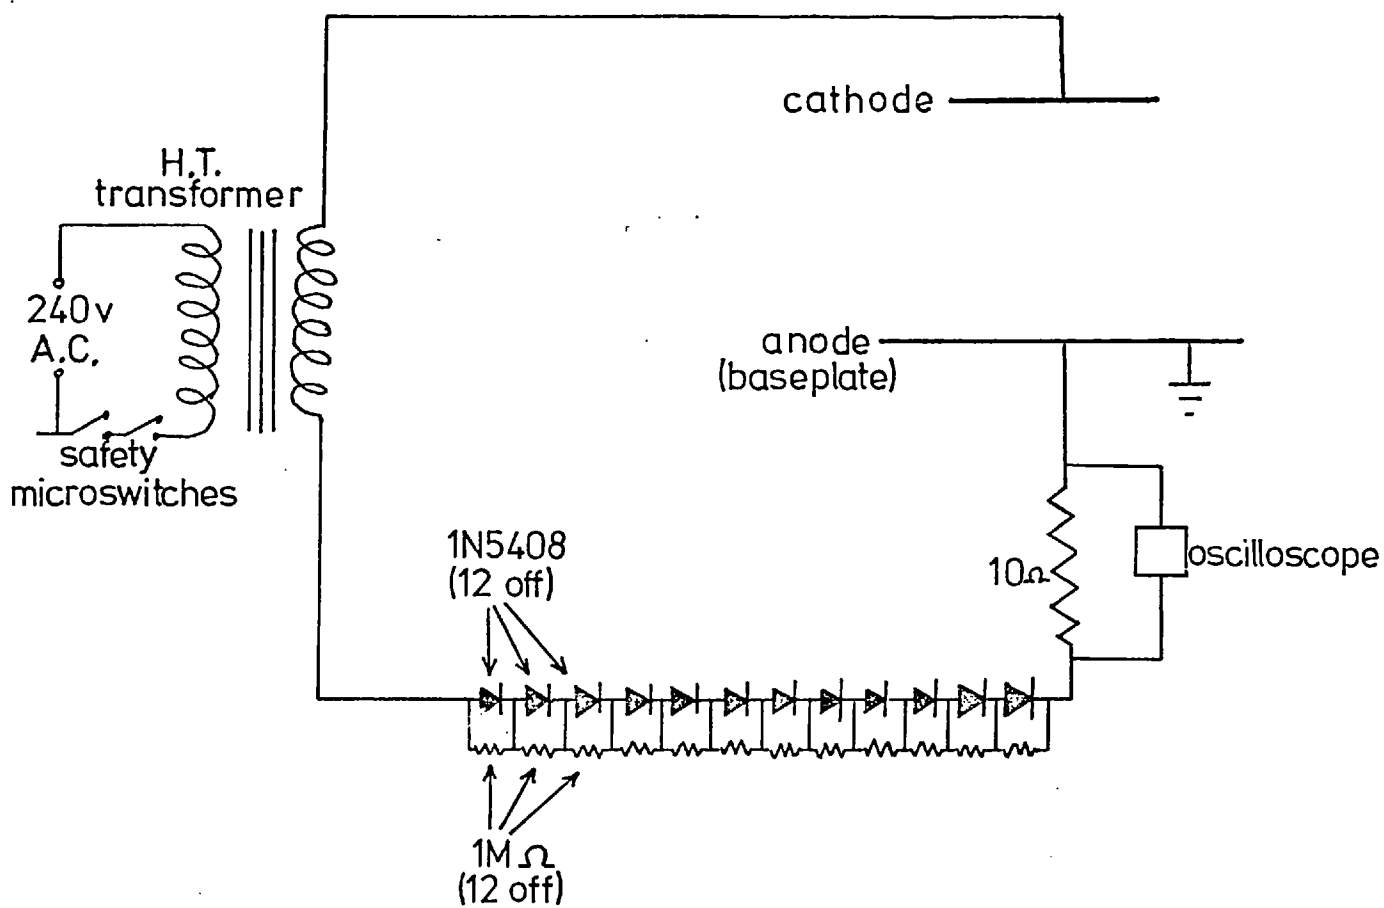 cathode
H.T.
transformer
240v
A.C.
anode
(baseplate)
safety
microswitches
1N5408
(12 off)
10Ω
oscilloscope
1MΩ
(12 off)